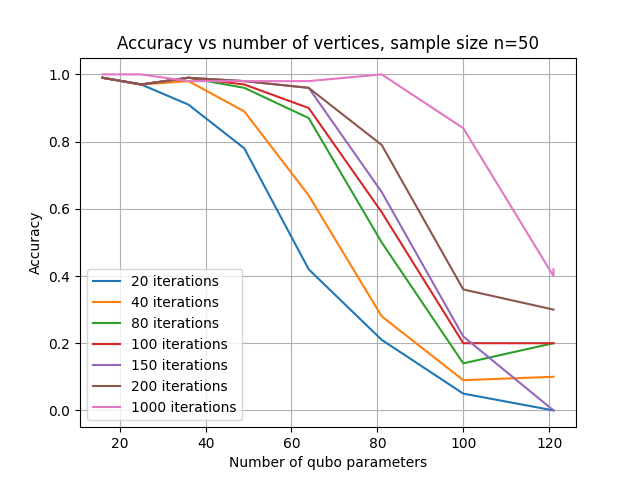 Accuracy vs number of vertices, sample size n=50
1.0
0.8
0.6
0.4
0.2
0.0
Accuracy
20 iterations
40 iterations
80 iterations
100 iterations
150 iterations
200 iterations
1000 iterations
20 40 60 80 100 120
Number of qubo parameters